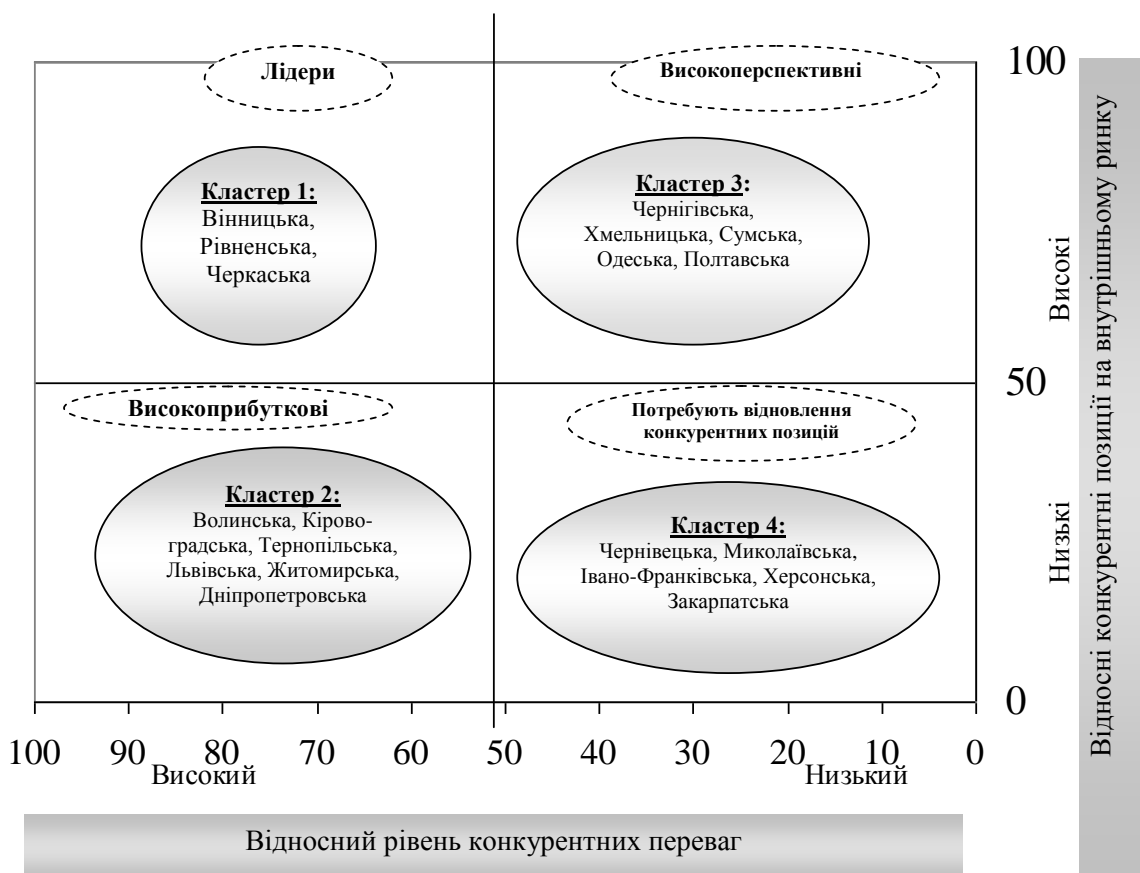 Лідери
Високоперспективні
100
Кластер 1:
Вінницька,
Рівненська,
Черкаська
Кластер 3:
Чернігівська,
Хмельницька, Сумська,
Одеська, Полтавська
Високі
50
Високоприбуткові
Потребують відновлення
конкурентних позицій
Кластер 2:
Волинська, Кірово-
градська, Тернопільська,
Львівська, Житомирська,
Дніпропетровська
Кластер 4:
Чернівецька, Миколаївська,
Івано-Франківська, Херсонська,
Закарпатська
Низькі
0
Відносні конкурентні позиції на внутрішньому ринку
100 90 80 70 60 50 40 30 20 10 0
Високий Низький
Відносний рівень конкурентних переваг